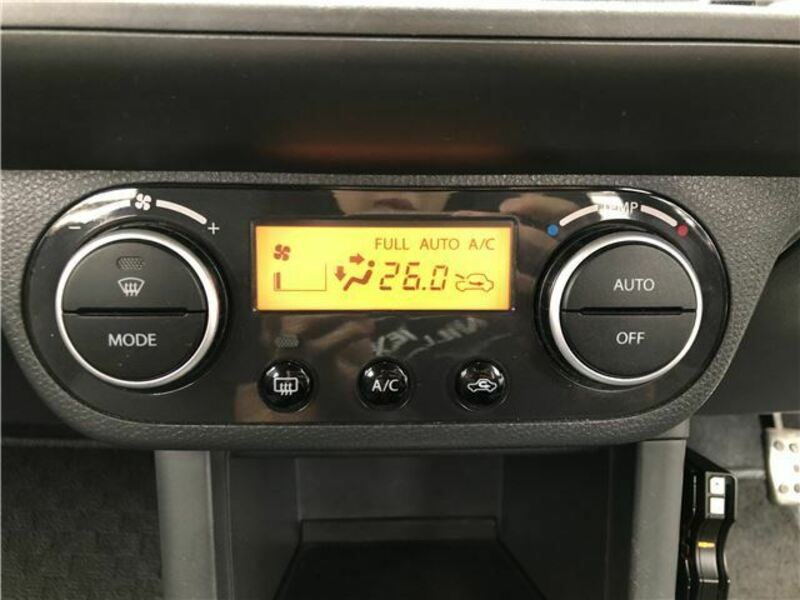 TEMP
− +
FULL AUTO A/C
26.0
AUTO
MODE
OFF
A/C